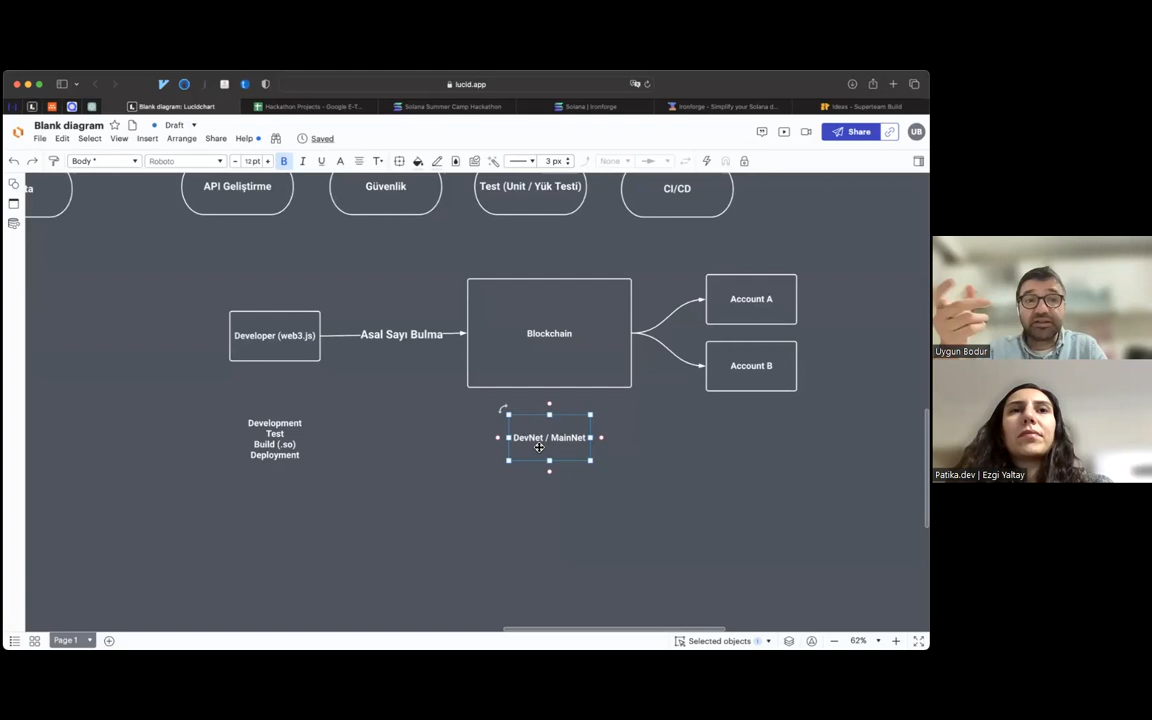 lucid.app
Blank diagram: Lucidchart
Hackathon Projects - Google E-T...
Solana Summer Camp Hackathon
Solana | Ironforge
Ironforge - Simplify your Solana d...
Ideas – Superteam Build
Blank diagram
Draft
File Edit Select View Insert Arrange Share Help
Saved
Share
UB
Body *
Roboto
12 pt
B I U A T
3 px
None
ta
API Geliştirme
Güvenlik
Test (Unit / Yük Testi)
CI/CD
Developer (web3.js)
Asal Sayı Bulma
Blockchain
Account A
Account B
Development
Test
Build (.so)
Deployment
DevNet / MainNet
Uygun Bodur
Patika.dev | Ezgi Yaltay
Page 1
Selected objects
1
62%